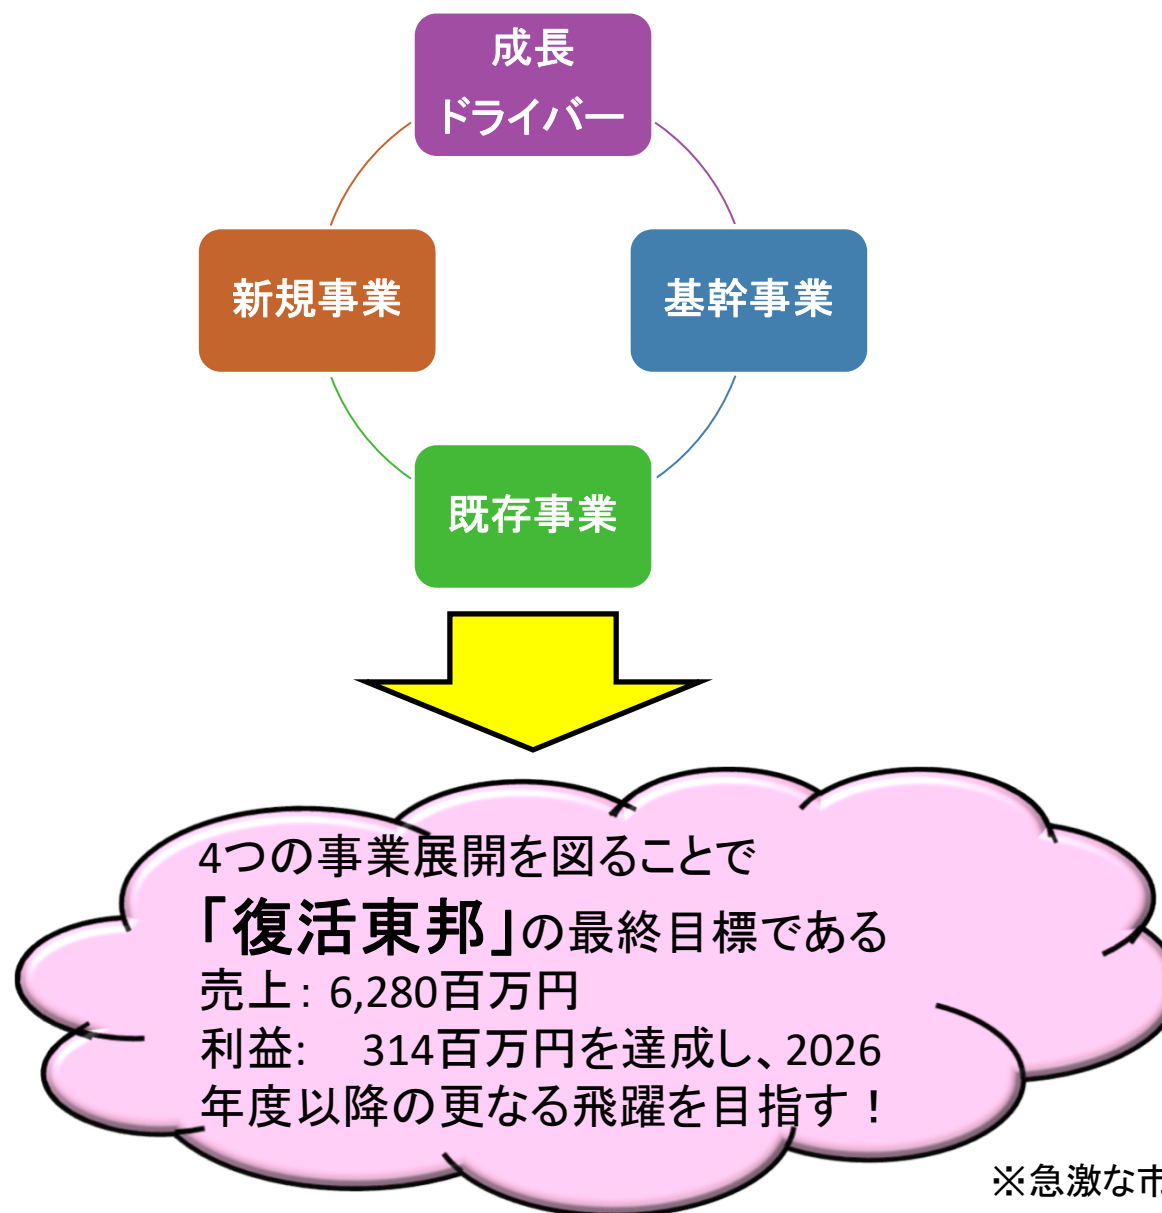 成長
ドライバー
新規事業
基幹事業
既存事業
4つの事業展開を図ることで
「復活東邦」の最終目標である
売上：6,280百万円
利益:　314百万円を達成し、2026
年度以降の更なる飛躍を目指す！
※急激な市